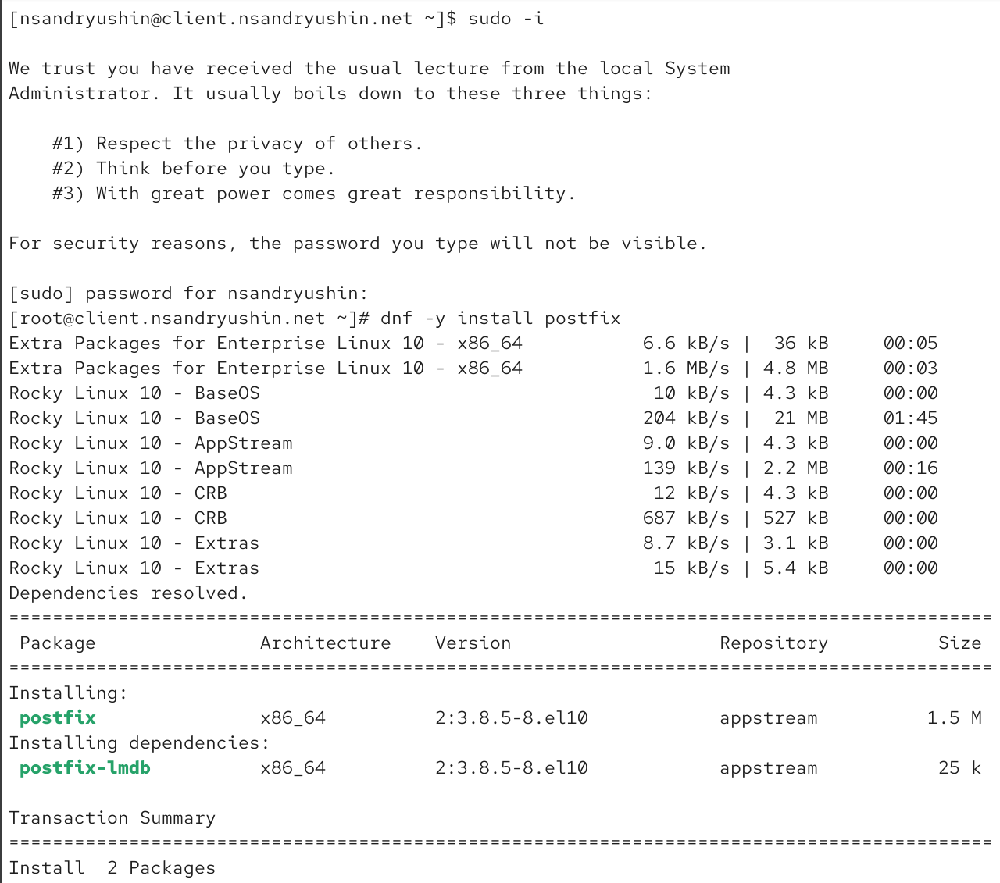 [nsandryushin@client.nsandryushin.net ~]$ sudo -i
We trust you have received the usual lecture from the local System
Administrator. It usually boils down to these three things:
#1) Respect the privacy of others.
#2) Think before you type.
#3) With great power comes great responsibility.
For security reasons, the password you type will not be visible.
[sudo] password for nsandryushin:
[root@client.nsandryushin.net ~]# dnf -y install postfix
Extra Packages for Enterprise Linux 10 - x86_64 6.6 kB/s | 36 kB 00:05
Extra Packages for Enterprise Linux 10 - x86_64 1.6 MB/s | 4.8 MB 00:03
Rocky Linux 10 - BaseOS 10 kB/s | 4.3 kB 00:00
Rocky Linux 10 - BaseOS 204 kB/s | 21 MB 01:45
Rocky Linux 10 - AppStream 9.0 kB/s | 4.3 kB 00:00
Rocky Linux 10 - AppStream 139 kB/s | 2.2 MB 00:16
Rocky Linux 10 - CRB 12 kB/s | 4.3 kB 00:00
Rocky Linux 10 - CRB 687 kB/s | 527 kB 00:00
Rocky Linux 10 - Extras 8.7 kB/s | 3.1 kB 00:00
Rocky Linux 10 - Extras 15 kB/s | 5.4 kB 00:00
Dependencies resolved.
==========================================================================================
Package Architecture Version Repository Size
==========================================================================================
Installing:
postfix x86_64 2:3.8.5-8.el10 appstream 1.5 M
Installing dependencies:
postfix-lmdb x86_64 2:3.8.5-8.el10 appstream 25 k
Transaction Summary
==========================================================================================
Install 2 Packages